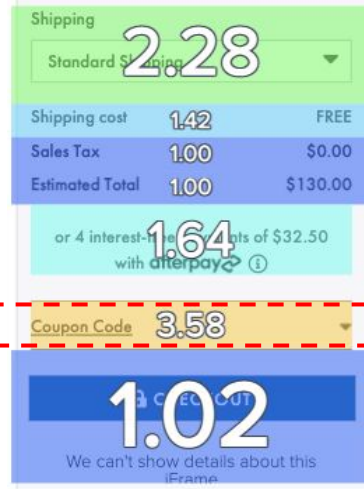 Shipping
2.28
Standard Shipping
Shipping cost 1.42 FREE
Sales Tax 1.00 $0.00
Estimated Total 1.00 $130.00
1.64
or 4 interest-free payments of $32.50
with afterpay
Coupon Code 3.58
CHECKOUT
1.02
We can't show details about this
iFrame